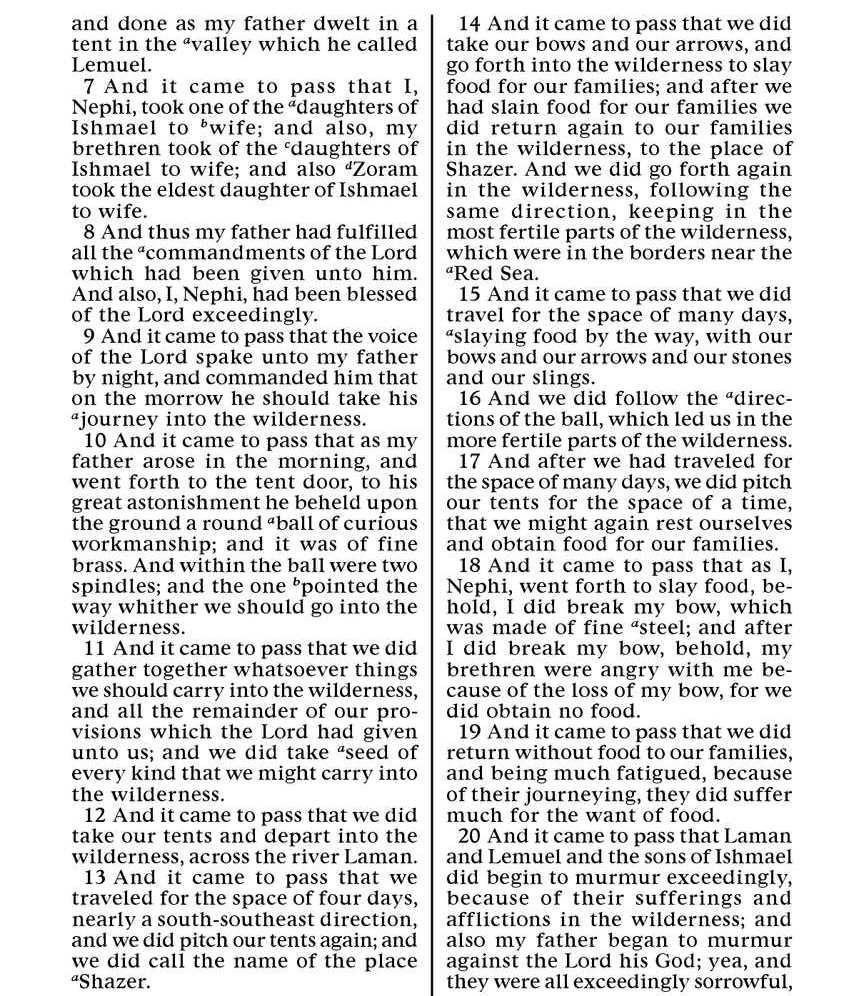 and done as my father dwelt in a
tent in the ᵃvalley which he called
Lemuel.
7 And it came to pass that I,
Nephi, took one of the ᵃdaughters of
Ishmael to ᵇwife; and also, my
brethren took of the ᶜdaughters of
Ishmael to wife; and also ᵈZoram
took the eldest daughter of Ishmael
to wife.
8 And thus my father had fulfilled
all the ᵃcommandments of the Lord
which had been given unto him.
And also, I, Nephi, had been blessed
of the Lord exceedingly.
9 And it came to pass that the voice
of the Lord spake unto my father
by night, and commanded him that
on the morrow he should take his
ᵃjourney into the wilderness.
10 And it came to pass that as my
father arose in the morning, and
went forth to the tent door, to his
great astonishment he beheld upon
the ground a round ᵃball of curious
workmanship; and it was of fine
brass. And within the ball were two
spindles; and the one ᵇpointed the
way whither we should go into the
wilderness.
11 And it came to pass that we did
gather together whatsoever things
we should carry into the wilderness,
and all the remainder of our pro-
visions which the Lord had given
unto us; and we did take ᵃseed of
every kind that we might carry into
the wilderness.
12 And it came to pass that we did
take our tents and depart into the
wilderness, across the river Laman.
13 And it came to pass that we
traveled for the space of four days,
nearly a south-southeast direction,
and we did pitch our tents again; and
we did call the name of the place
ᵃShazer.
14 And it came to pass that we did
take our bows and our arrows, and
go forth into the wilderness to slay
food for our families; and after we
had slain food for our families we
did return again to our families
in the wilderness, to the place of
Shazer. And we did go forth again
in the wilderness, following the
same direction, keeping in the
most fertile parts of the wilderness,
which were in the borders near the
ᵃRed Sea.
15 And it came to pass that we did
travel for the space of many days,
ᵃslaying food by the way, with our
bows and our arrows and our stones
and our slings.
16 And we did follow the ᵃdirec-
tions of the ball, which led us in the
more fertile parts of the wilderness.
17 And after we had traveled for
the space of many days, we did pitch
our tents for the space of a time,
that we might again rest ourselves
and obtain food for our families.
18 And it came to pass that as I,
Nephi, went forth to slay food, be-
hold, I did break my bow, which
was made of fine ᵃsteel; and after
I did break my bow, behold, my
brethren were angry with me be-
cause of the loss of my bow, for we
did obtain no food.
19 And it came to pass that we did
return without food to our families,
and being much fatigued, because
of their journeying, they did suffer
much for the want of food.
20 And it came to pass that Laman
and Lemuel and the sons of Ishmael
did begin to murmur exceedingly,
because of their sufferings and
afflictions in the wilderness; and
also my father began to murmur
against the Lord his God; yea, and
they were all exceedingly sorrowful,